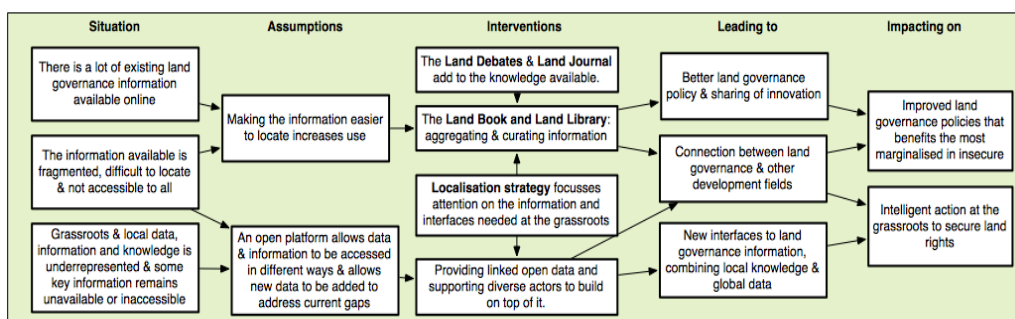 Situation
There is a lot of existing land
governance information
available online
The information available is
fragmented, difficult to locate
& not accessible to all
Grassroots & local data,
information and knowledge is
underrepresented & some
key information remains
unavailable or inaccessible
Assumptions
Making the information easier
to locate increases use
An open platform allows data
& information to be accessed
in different ways & allows
new data to be added to
address current gaps
Interventions
The Land Debates & Land Journal
add to the knowledge available.
The Land Book and Land Library:
aggregating & curating information
Localisation strategy focusses
attention on the information and
interfaces needed at the grassroots
Providing linked open data and
supporting diverse actors to build
on top of it.
Leading to
Better land governance
policy & sharing of innovation
Connection between land
governance & other
development fields
New interfaces to land
governance information,
combining local knowledge &
global data
Impacting on
Improved land
governance policies that
benefits the most
marginalised in insecure
Intelligent action at the
grassroots to secure land
rights